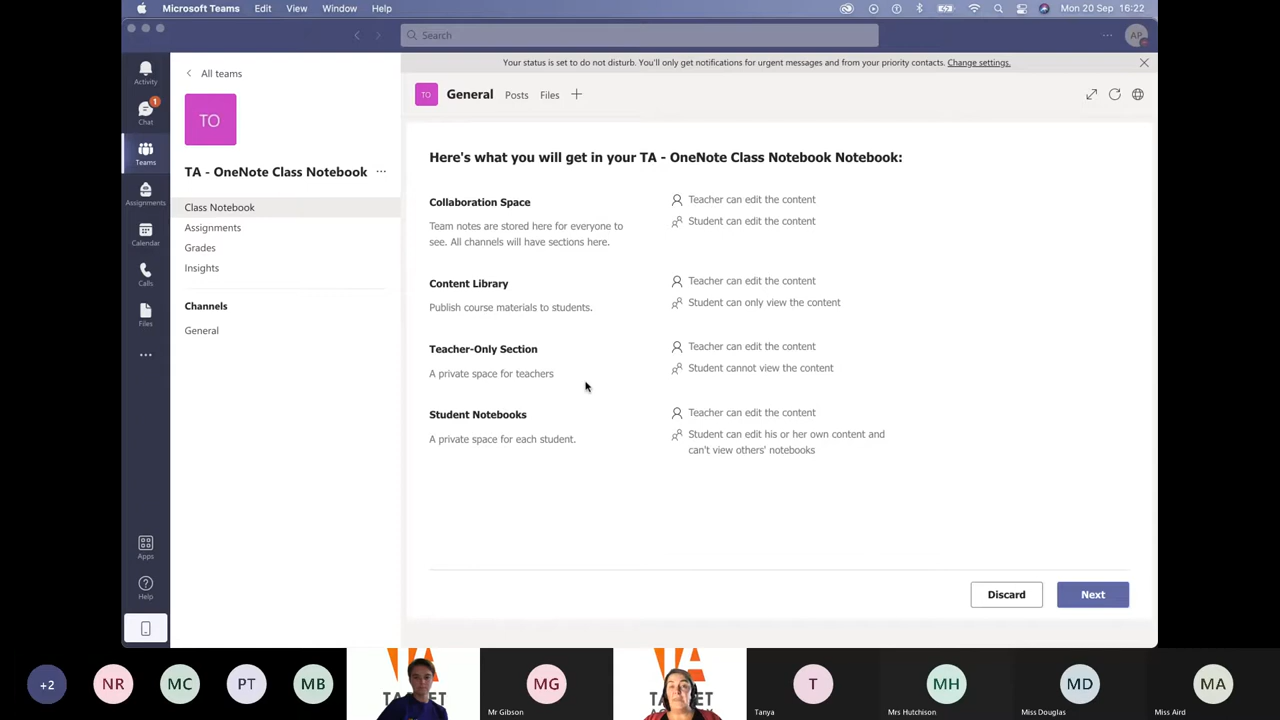 Microsoft Teams Edit View Window Help Mon 20 Sep 16:22
Search
AP
Your status is set to do not disturb. You'll only get notifications for urgent messages and from your priority contacts. Change settings.
Activity
Chat
1
Teams
Assignments
Calendar
Calls
Files
Apps
Help
All teams
TO
TA - OneNote Class Notebook
Class Notebook
Assignments
Grades
Insights
Channels
General
TO General Posts Files
Here's what you will get in your TA - OneNote Class Notebook Notebook:
Collaboration Space
Team notes are stored here for everyone to
see. All channels will have sections here.
Teacher can edit the content
Student can edit the content
Content Library
Publish course materials to students.
Teacher can edit the content
Student can only view the content
Teacher-Only Section
A private space for teachers
Teacher can edit the content
Student cannot view the content
Student Notebooks
A private space for each student.
Teacher can edit the content
Student can edit his or her own content and
can't view others' notebooks
Discard Next
+2 NR MC PT MB MG T MH MD MA
Mr Gibson Tanya Mrs Hutchison Miss Douglas Miss Aird